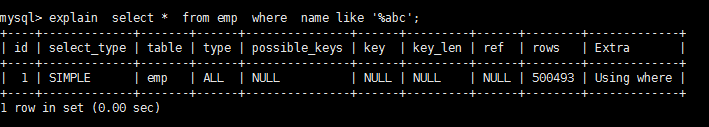 mysql> explain  select *  from emp  where  name like '%abc';
+----+-------------+-------+------+---------------+------+---------+------+--------+-------------+
| id | select_type | table | type | possible_keys | key  | key_len | ref  | rows   | Extra       |
+----+-------------+-------+------+---------------+------+---------+------+--------+-------------+
|  1 | SIMPLE      | emp   | ALL  | NULL          | NULL | NULL    | NULL | 500493 | Using where |
+----+-------------+-------+------+---------------+------+---------+------+--------+-------------+
1 row in set (0.00 sec)